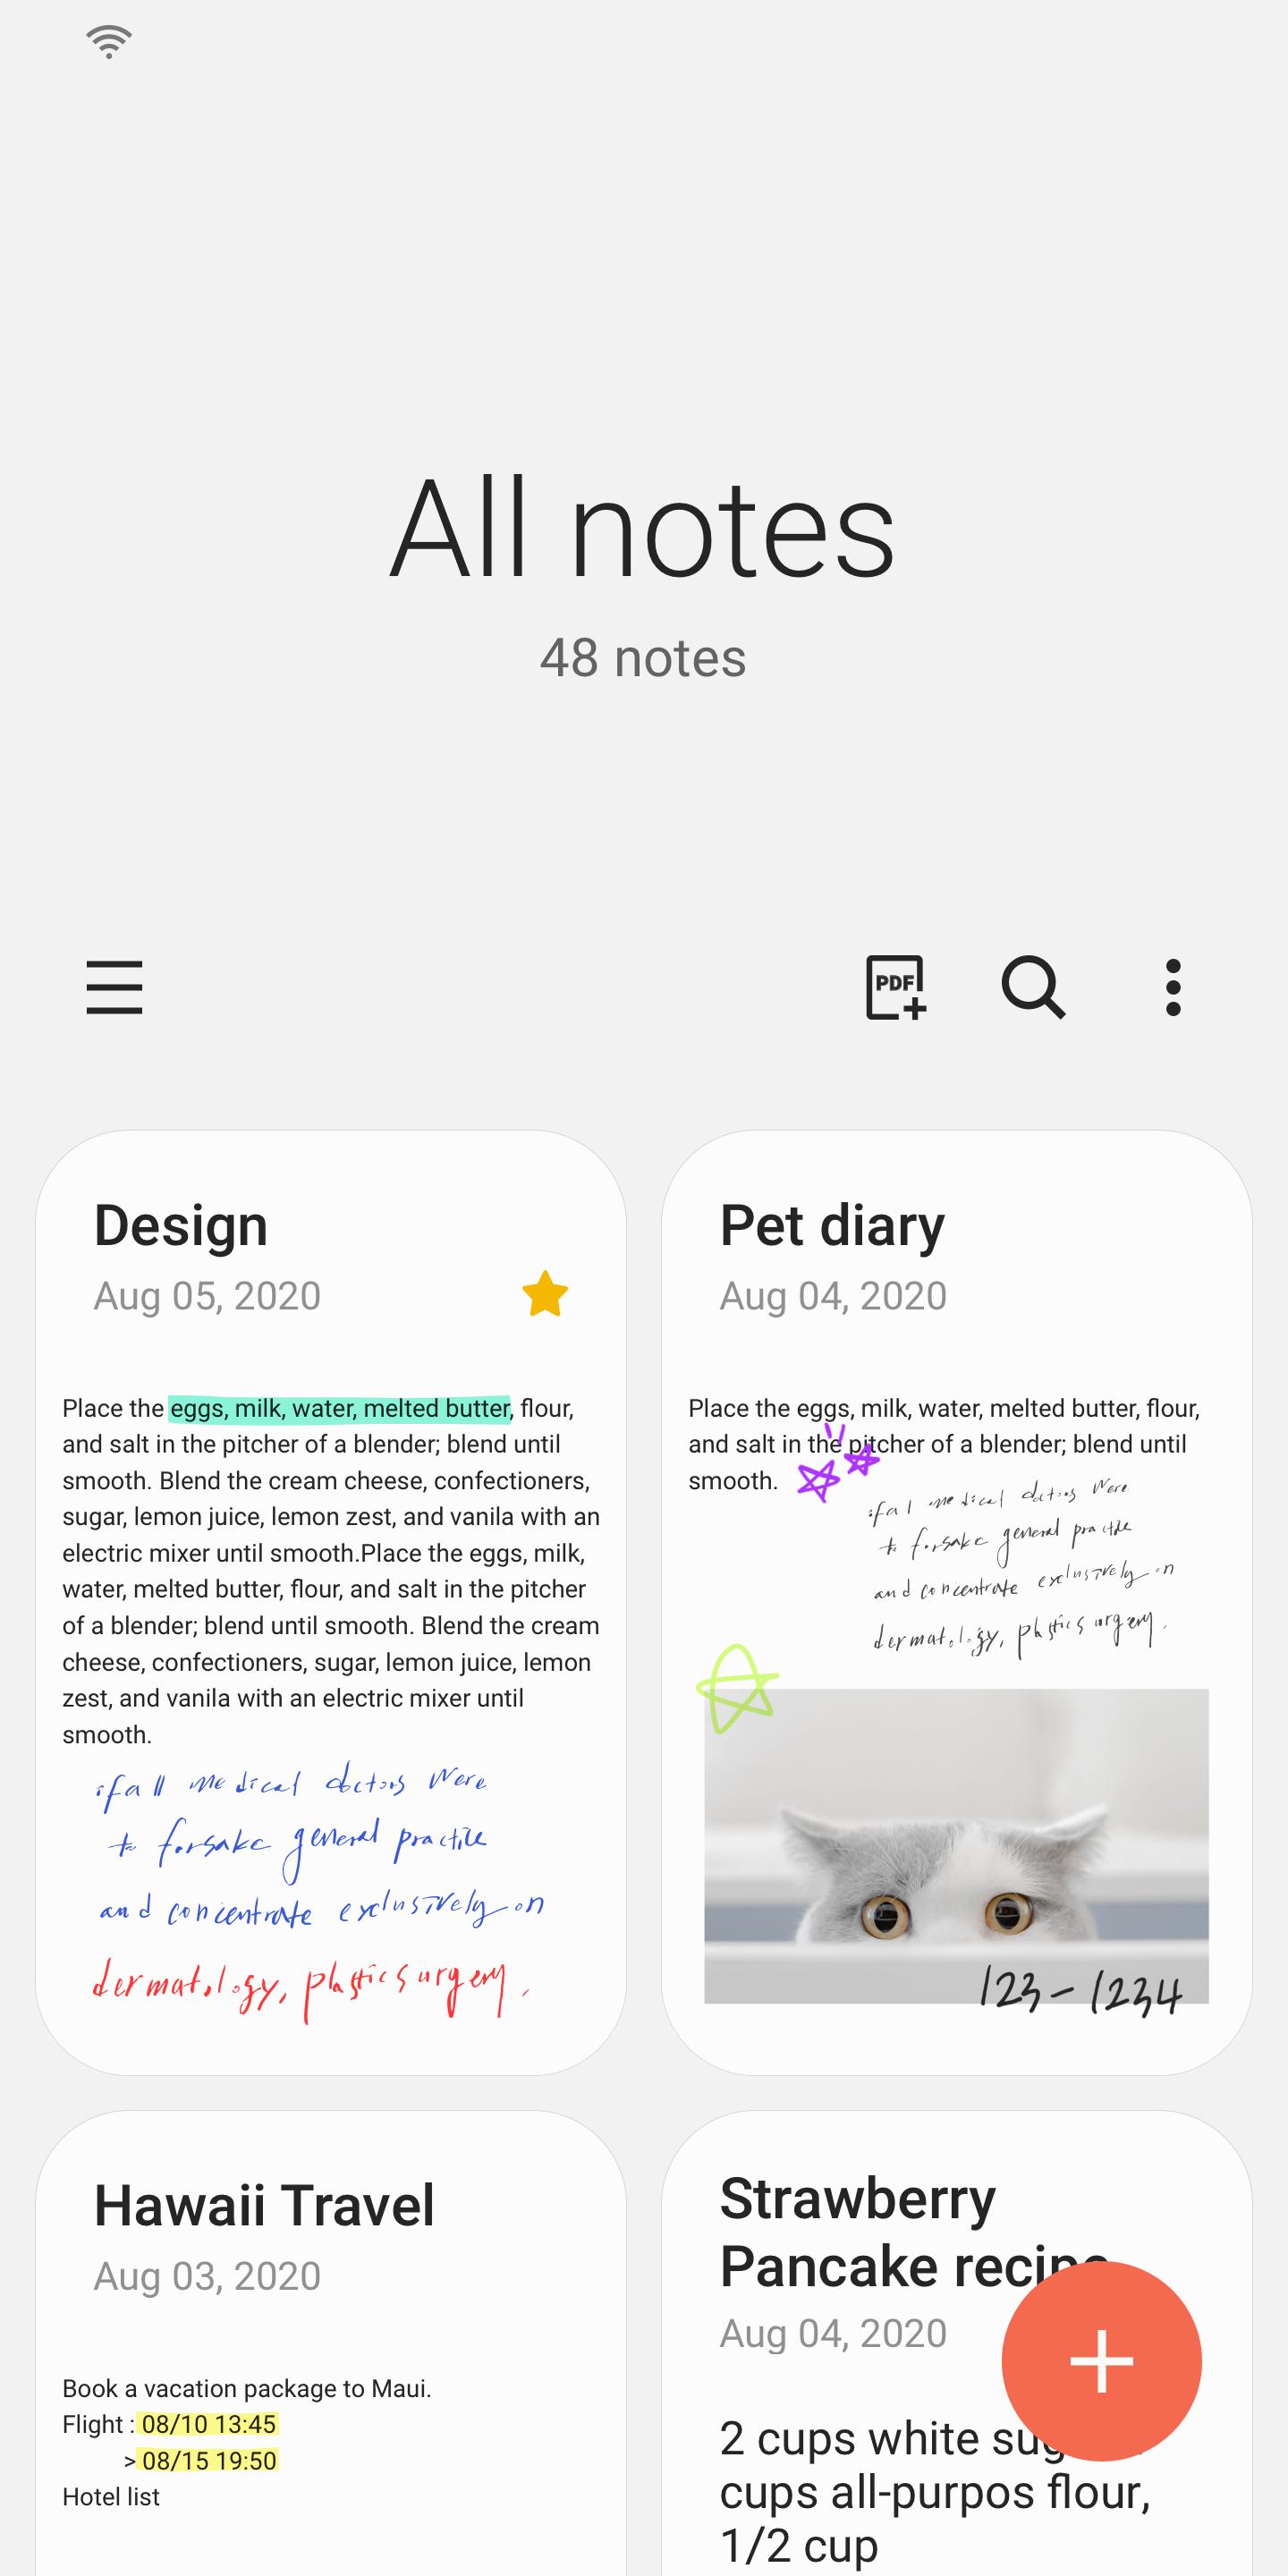 All notes
48 notes
PDF
Design
Aug 05, 2020
Place the eggs, milk, water, melted butter, flour,
and salt in the pitcher of a blender; blend until
smooth. Blend the cream cheese, confectioners,
sugar, lemon juice, lemon zest, and vanila with an
electric mixer until smooth.Place the eggs, milk,
water, melted butter, flour, and salt in the pitcher
of a blender; blend until smooth. Blend the cream
cheese, confectioners, sugar, lemon juice, lemon
zest, and vanila with an electric mixer until
smooth.
if all medical doctors were
to forsake general practice
and concentrate exclusively on
dermatology, plastic surgery.
Pet diary
Aug 04, 2020
Place the eggs, milk, water, melted butter, flour,
and salt in the pitcher of a blender; blend until
smooth.
if all medical doctors were
to forsake general practice
and concentrate exclusively on
dermatology, plastic surgery.
123-1234
Hawaii Travel
Aug 03, 2020
Book a vacation package to Maui.
Flight : 08/10 13:45
> 08/15 19:50
Hotel list
Strawberry
Pancake recipe
Aug 04, 2020
2 cups white
cups all-purpos flour,
1/2 cup